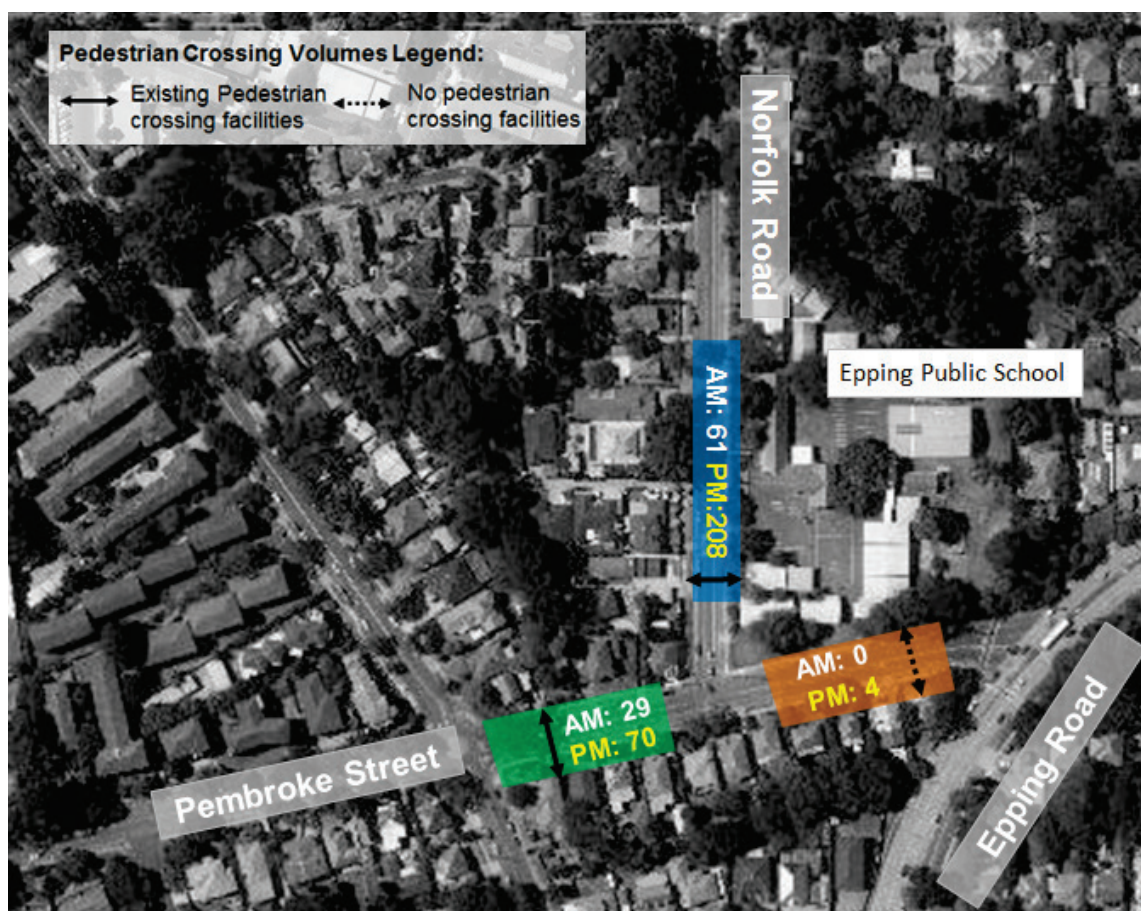 Pedestrian Crossing Volumes Legend:
Existing Pedestrian
crossing facilities
No pedestrian
crossing facilities
Norfolk Road
Epping Public School
AM: 61 PM:208
AM: 0
PM: 4
AM: 29
PM: 70
Pembroke Street
Epping Road